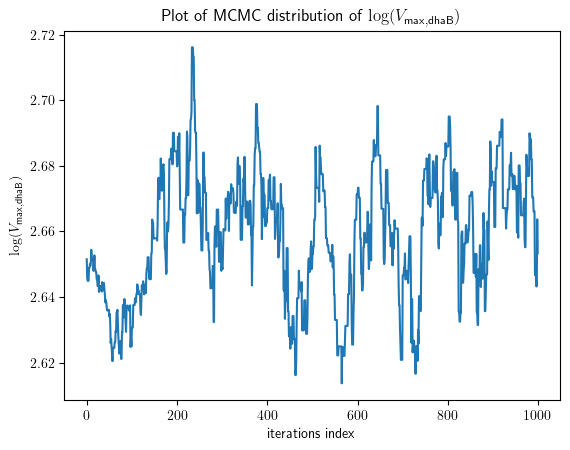 Plot of MCMC distribution of log(V_max,dhaB)
log(V_max,dhaB)
2.72
2.70
2.68
2.66
2.64
2.62
0 200 400 600 800 1000
iterations index